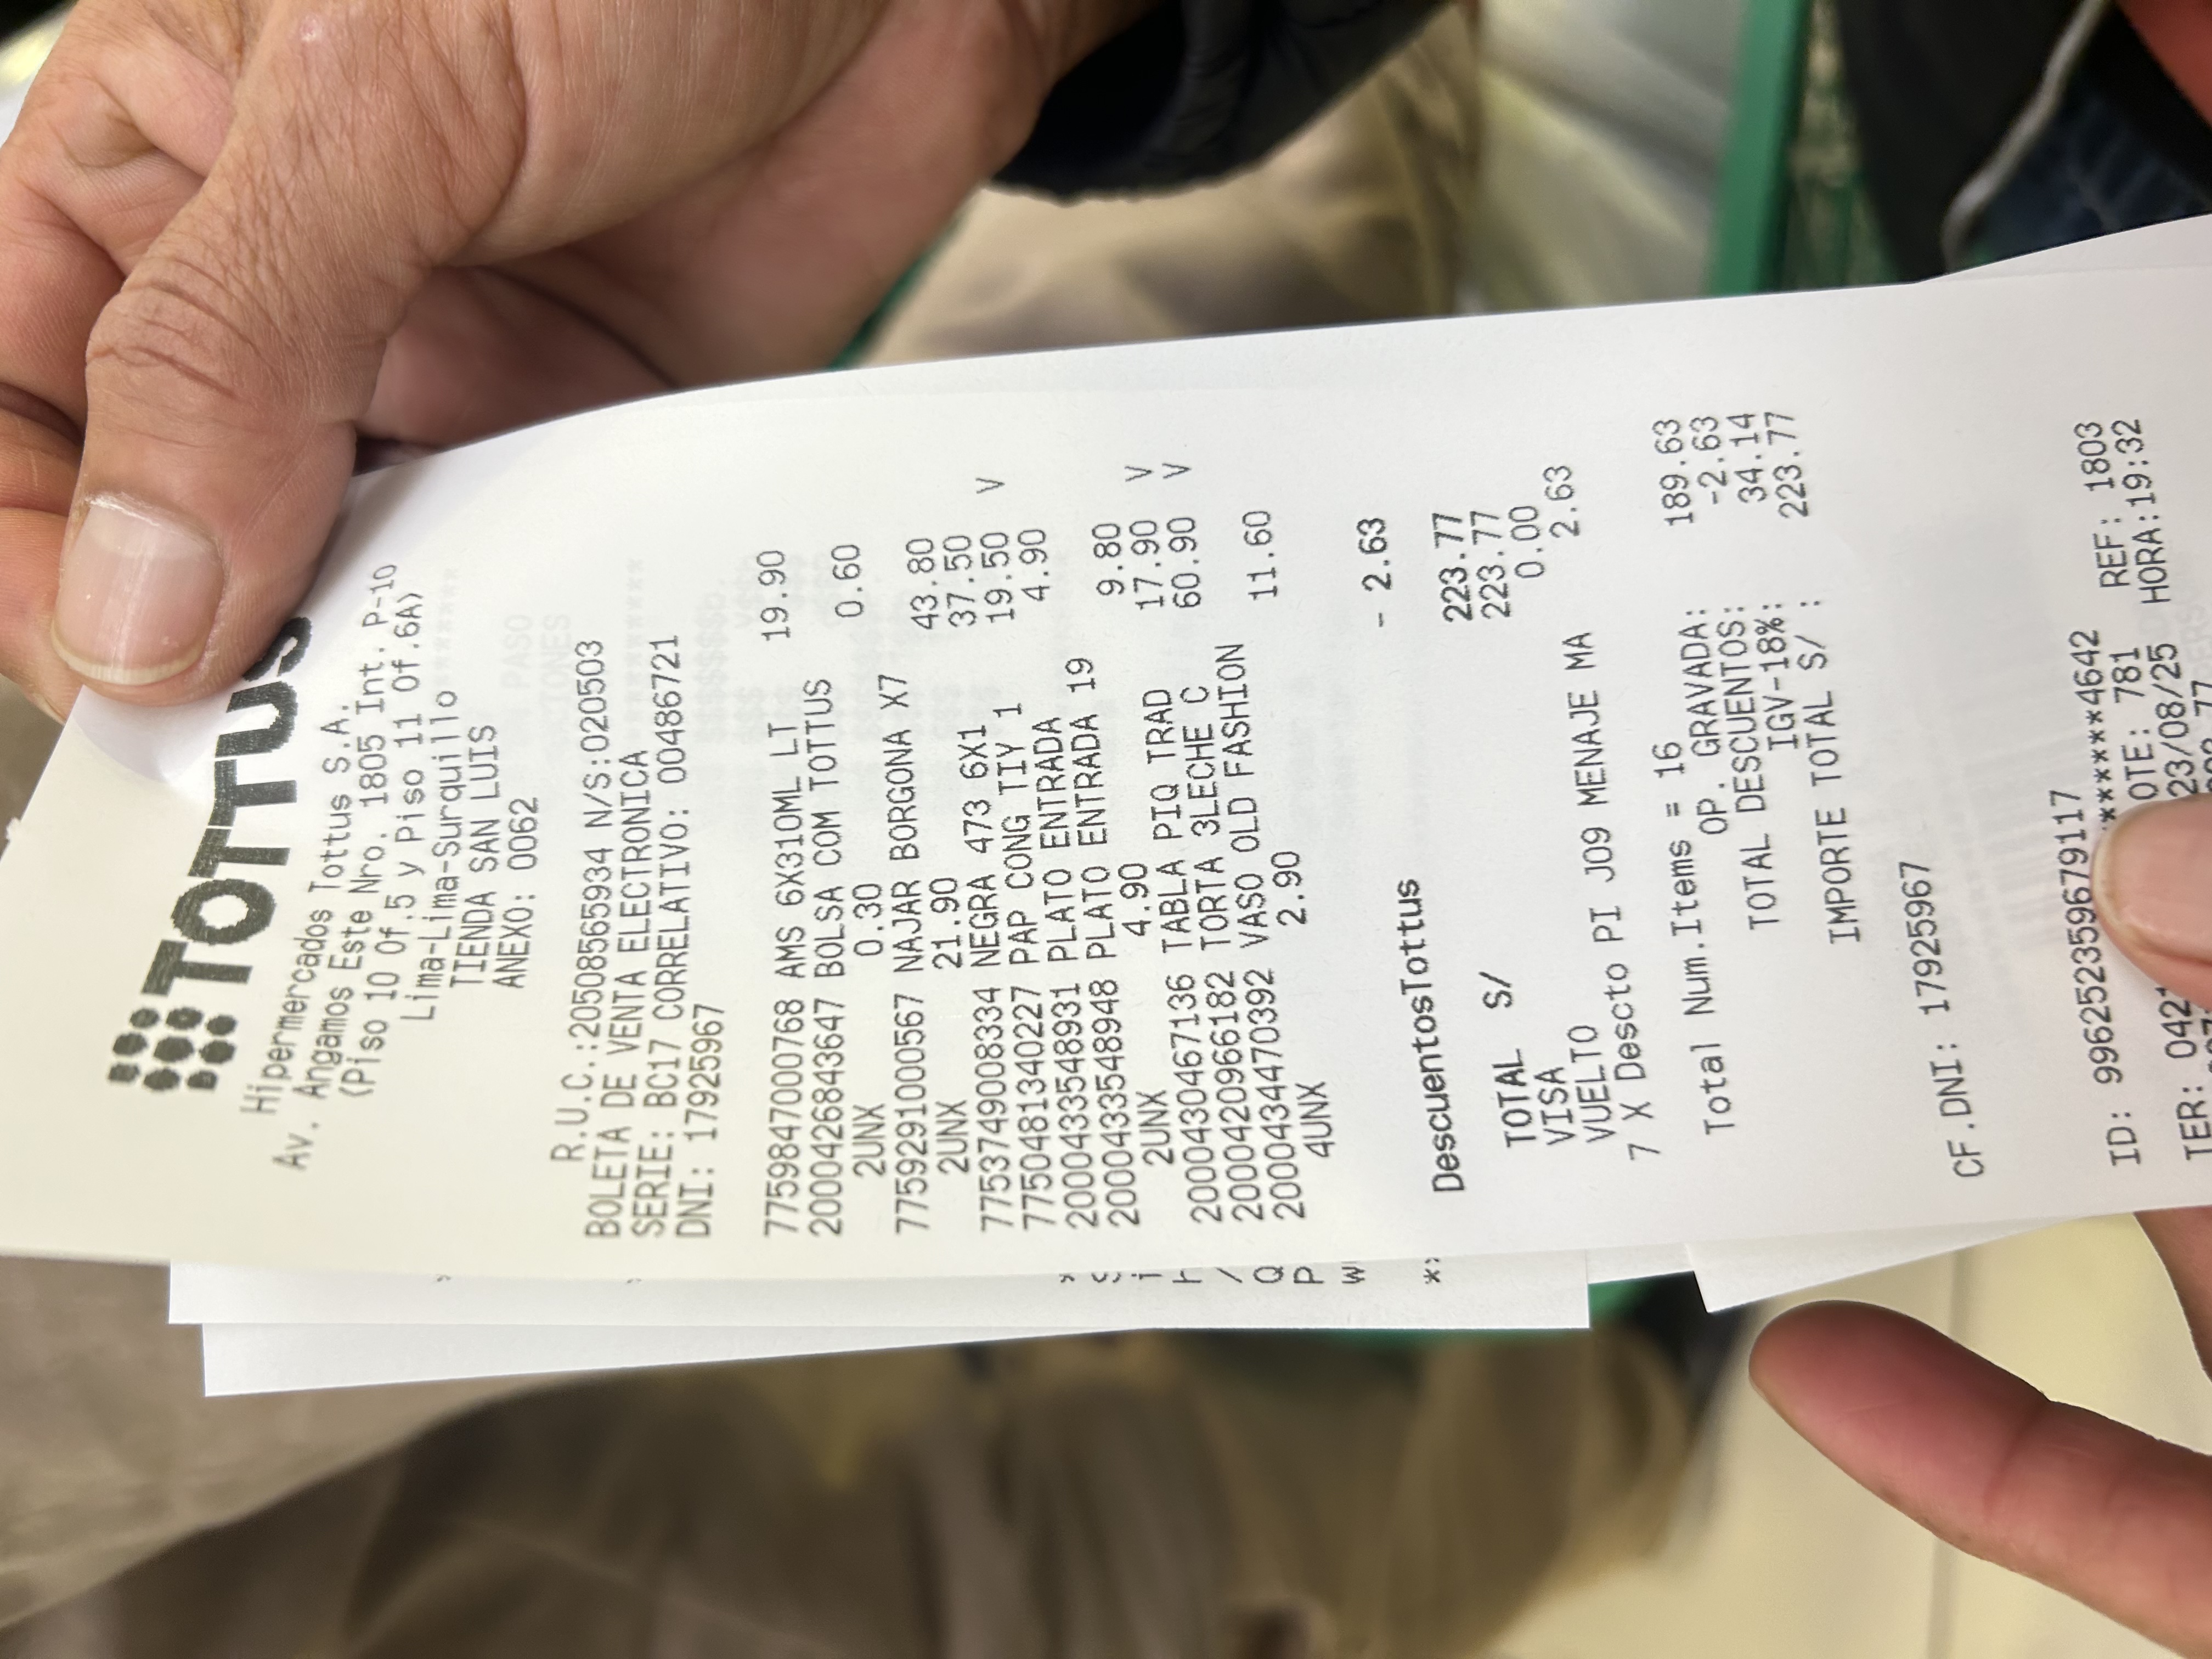 TOTTUS
Hipermercados Tottus S.A.
Av. Angamos Este Nro. 1805 Int. P-10
(Piso 10 Of.5 y Piso 11 Of.6A)
Lima-Lima-Surquillo
TIENDA SAN LUIS
ANEXO: 0062
R.U.C.:20508565934 N/S:020503
BOLETA DE VENTA ELECTRONICA
SERIE: BC17 CORRELATIVO: 00486721
DNI: 17925967
7759847000768 AMS 6X310ML LT 19.90
2000426843647 BOLSA COM TOTTUS
2UNX 0.30 0.60
7759291000567 NAJAR BORGONA X7
2UNX 21.90 43.80
7753749008334 NEGRA 473 6X1 37.50
7750481340227 PAP CONG TIY 1 19.50 V
2000433548931 PLATO ENTRADA 4.90
2000433548948 PLATO ENTRADA 19
2UNX 4.90 9.80
2000430467136 TABLA PIQ TRAD 17.90 V
2000420966182 TORTA 3LECHE C 60.90 V
2000434470392 VASO OLD FASHION
4UNX 2.90 11.60
DescuentosTottus - 2.63
TOTAL S/ 223.77
VISA 223.77
VUELTO 0.00
7 X Descto PI J09 MENAJE MA 2.63
Total Num.Items = 16
OP. GRAVADA: 189.63
TOTAL DESCUENTOS: -2.63
IGV-18%: 34.14
IMPORTE TOTAL S/ : 223.77
CF.DNI: 17925967
ID: 996252359679117
*******4642
TER: 0421 OTE: 781 REF: 1803
23/08/25 HORA:19:32